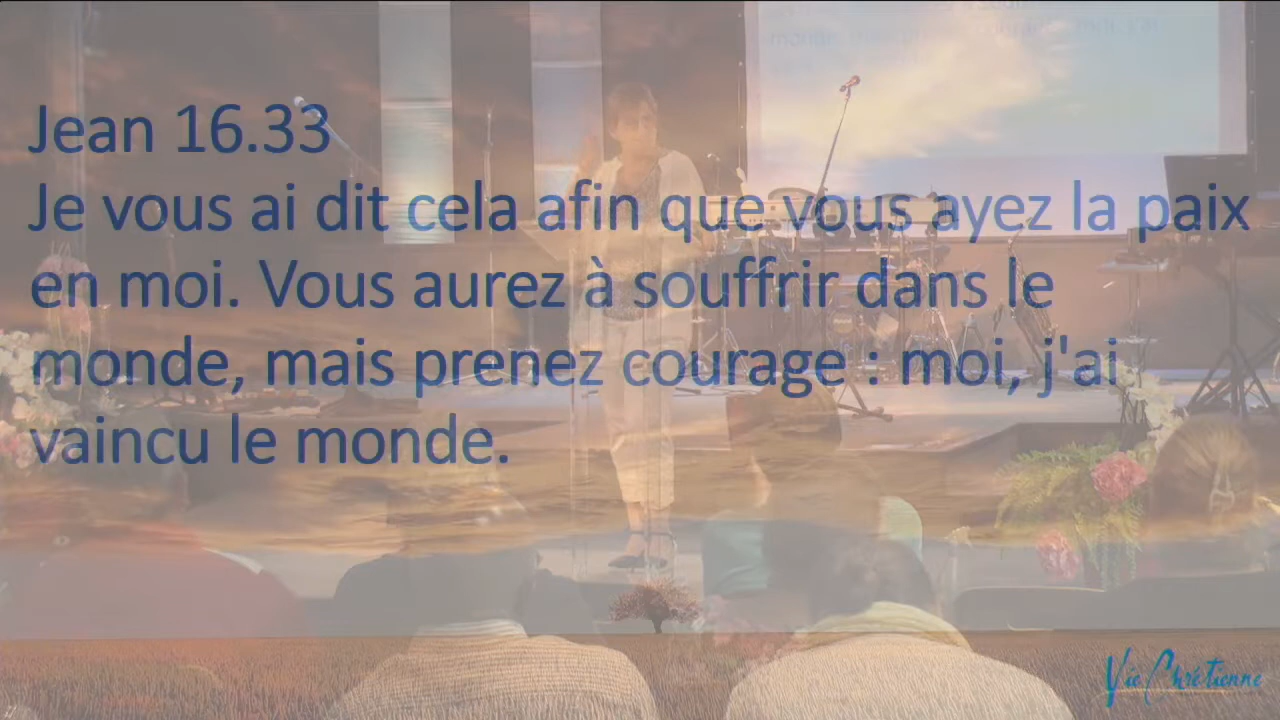 Jean 16.33
Je vous ai dit cela afin que vous ayez la paix
en moi. Vous aurez à souffrir dans le
monde, mais prenez courage : moi, j'ai
vaincu le monde.
Vie Chrétienne